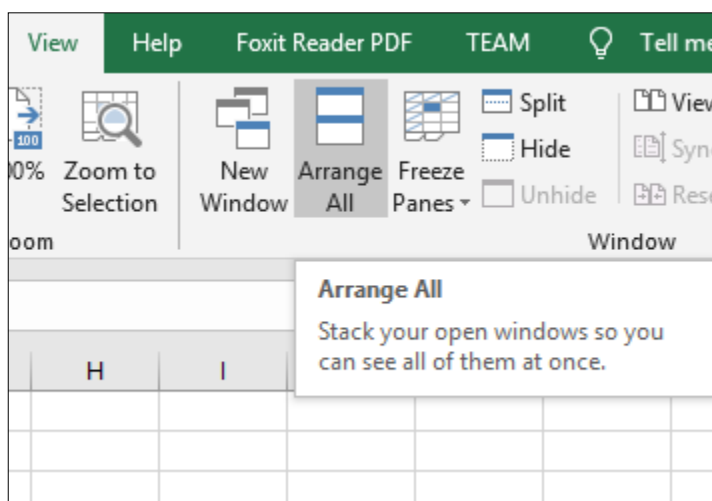 View Help Foxit Reader PDF TEAM Tell me
100
Zoom to
Selection
New
Window
Arrange
All
Freeze
Panes
Split
Hide
Unhide
View
Window
Arrange All
Stack your open windows so you
can see all of them at once.
H I